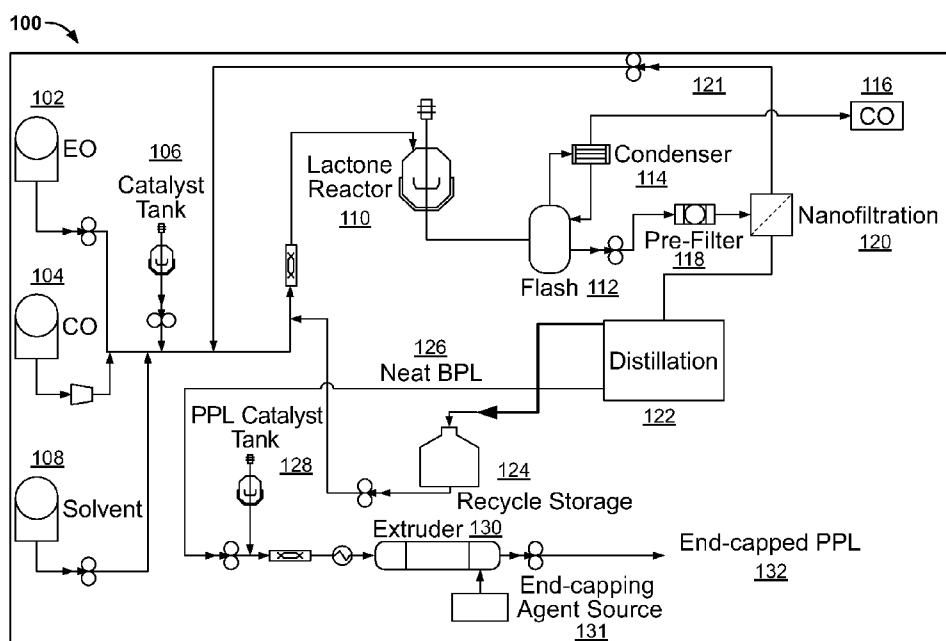 100
102
EO
106
Catalyst
Tank
104
CO
108
Solvent
Lactone
Reactor
110
121
116
CO
Condenser
114
Flash 112
Pre-Filter
118
Nanofiltration
120
Distillation
122
126
Neat BPL
PPL Catalyst
Tank
128
124
Recycle Storage
Extruder 130
End-capping
Agent Source
131
End-capped PPL
132